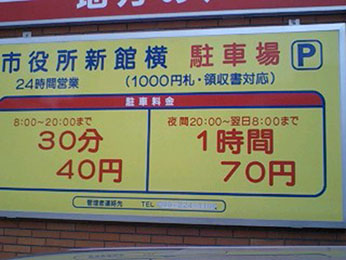 市役所新館横 駐車場 P
24時間営業 (1000円札・領収書対応)
駐車料金
8:00~20:00まで
30分
40円
夜間20:00~翌日8:00まで
1時間
70円
管理者連絡先 TEL